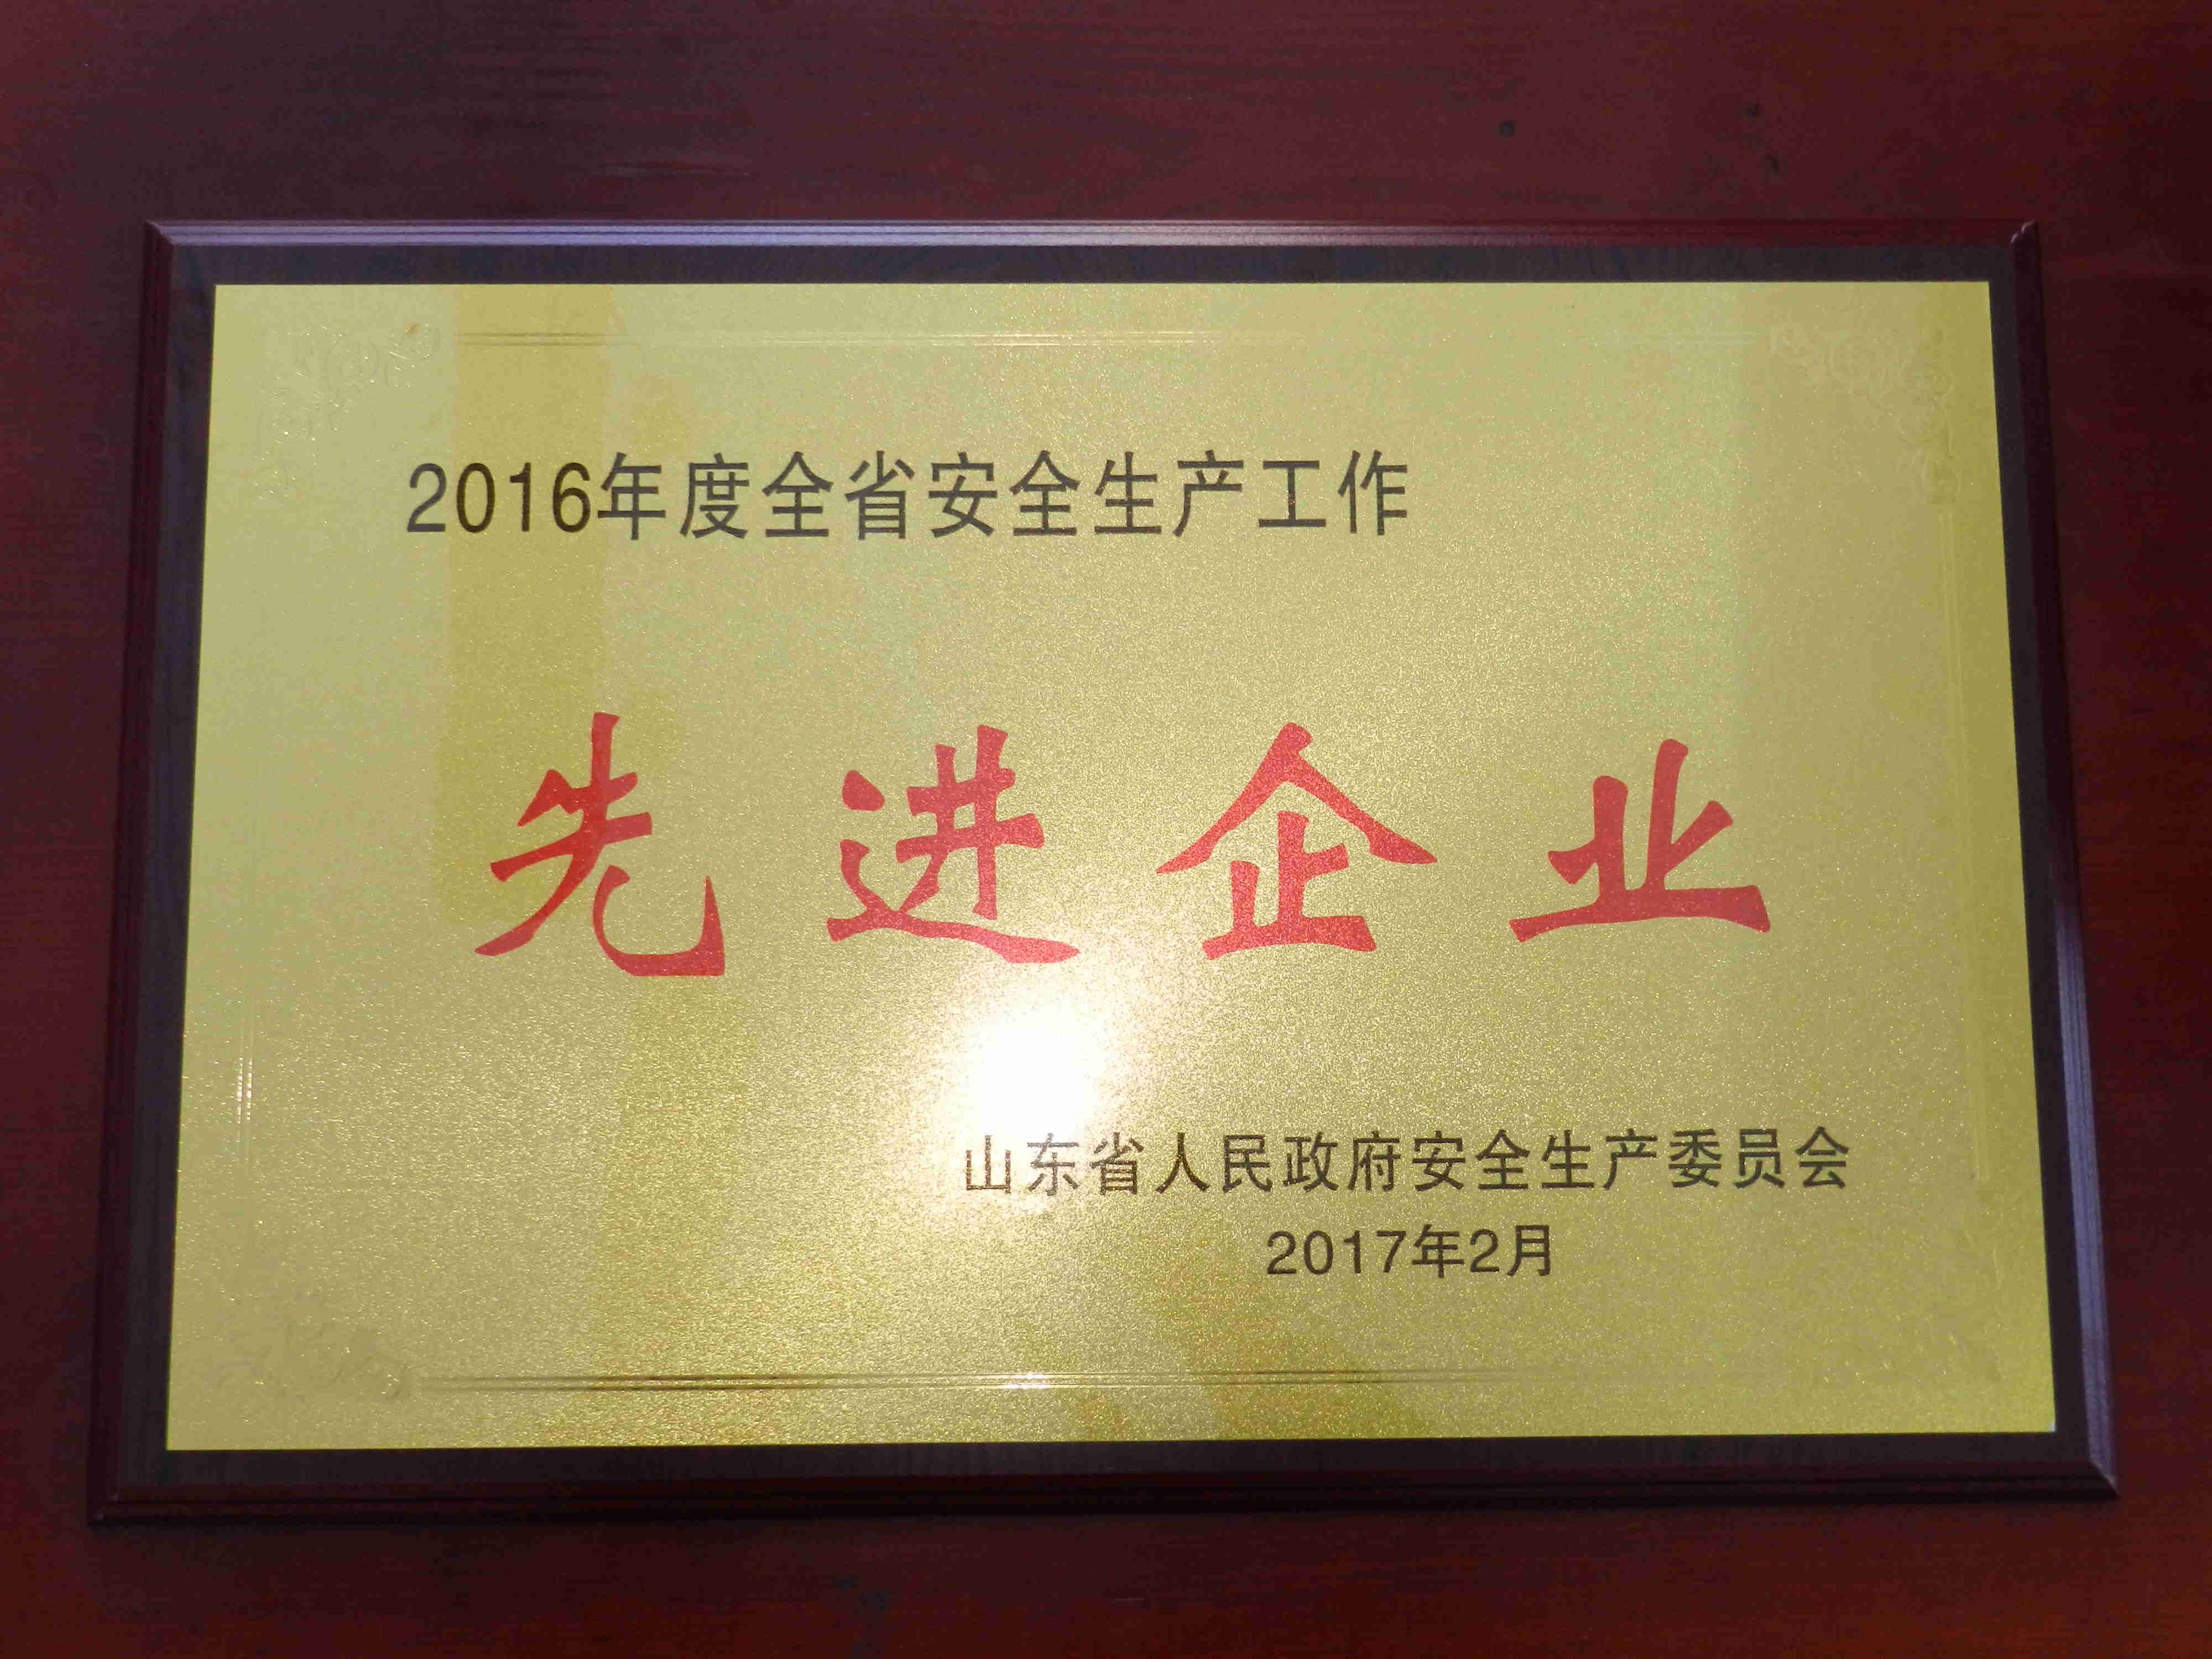 2016年度全省安全生产工作
先进企业
山东省人民政府安全生产委员会
2017年2月